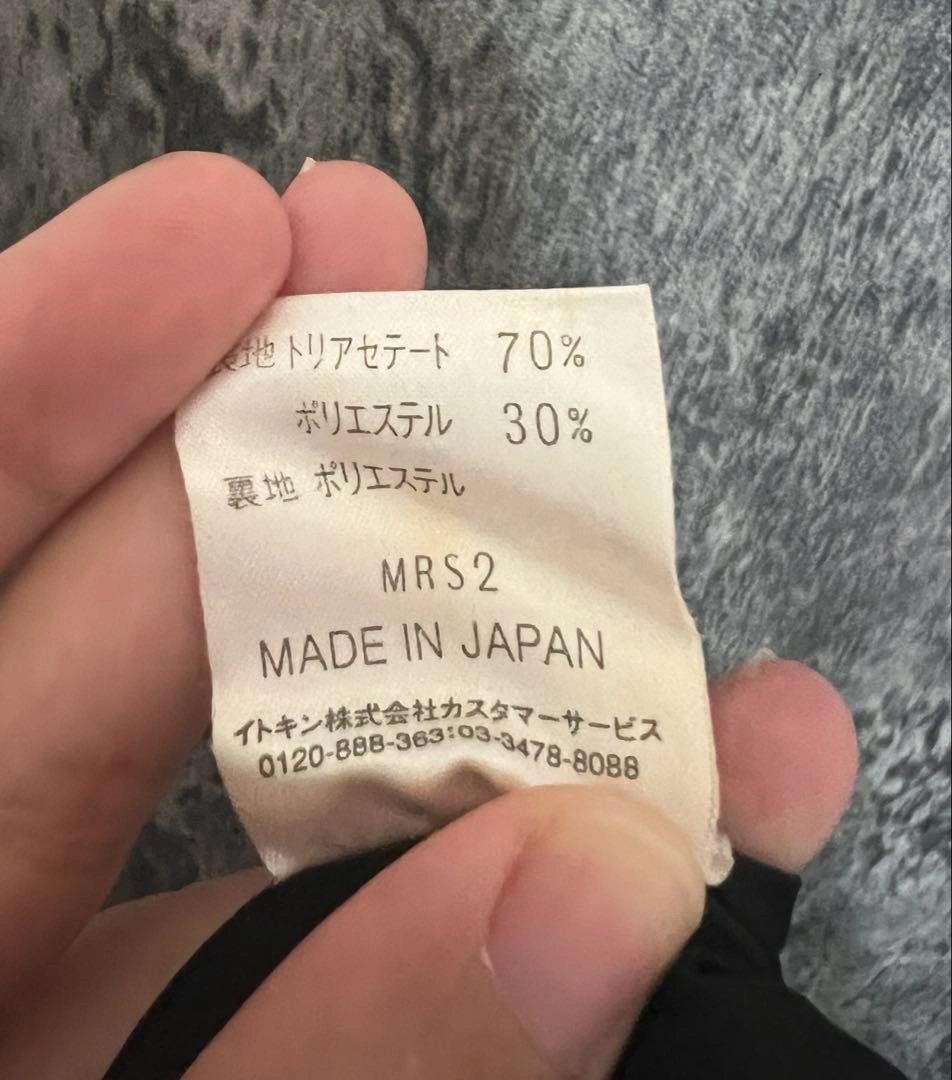 地 トリアセテート 70%
ポリエステル 30%
裏地 ポリエステル
MRS2
MADE IN JAPAN
イトキン株式会社カスタマーサービス
0120-888-363:03-3478-8088